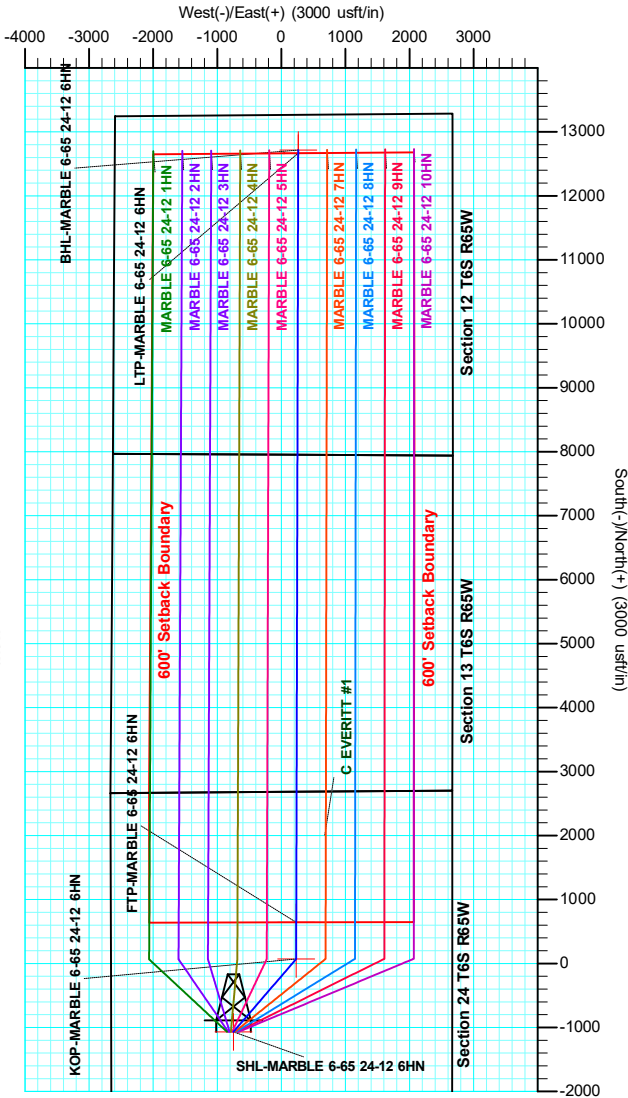 West(-)/East(+) (3000 usft/in)
-4000 -3000 -2000 -1000 0 1000 2000 3000
BHL-MARBLE 6-65 24-12 6HN
LTP-MARBLE 6-65 24-12 6HN
MARBLE 6-65 24-12 1HN
MARBLE 6-65 24-12 2HN
MARBLE 6-65 24-12 3HN
MARBLE 6-65 24-12 4HN
MARBLE 6-65 24-12 5HN
MARBLE 6-65 24-12 7HN
MARBLE 6-65 24-12 8HN
MARBLE 6-65 24-12 9HN
MARBLE 6-65 24-12 10HN
Section 12 T6S R65W
13000
12000
11000
10000
9000
8000
7000
6000
5000
4000
3000
2000
1000
0
-1000
-2000
South(-)/North(+) (3000 usft/in)
600' Setback Boundary
600' Setback Boundary
Section 13 T6S R65W
C EVERITT #1
FTP-MARBLE 6-65 24-12 6HN
KOP-MARBLE 6-65 24-12 6HN
Section 24 T6S R65W
SHL-MARBLE 6-65 24-12 6HN